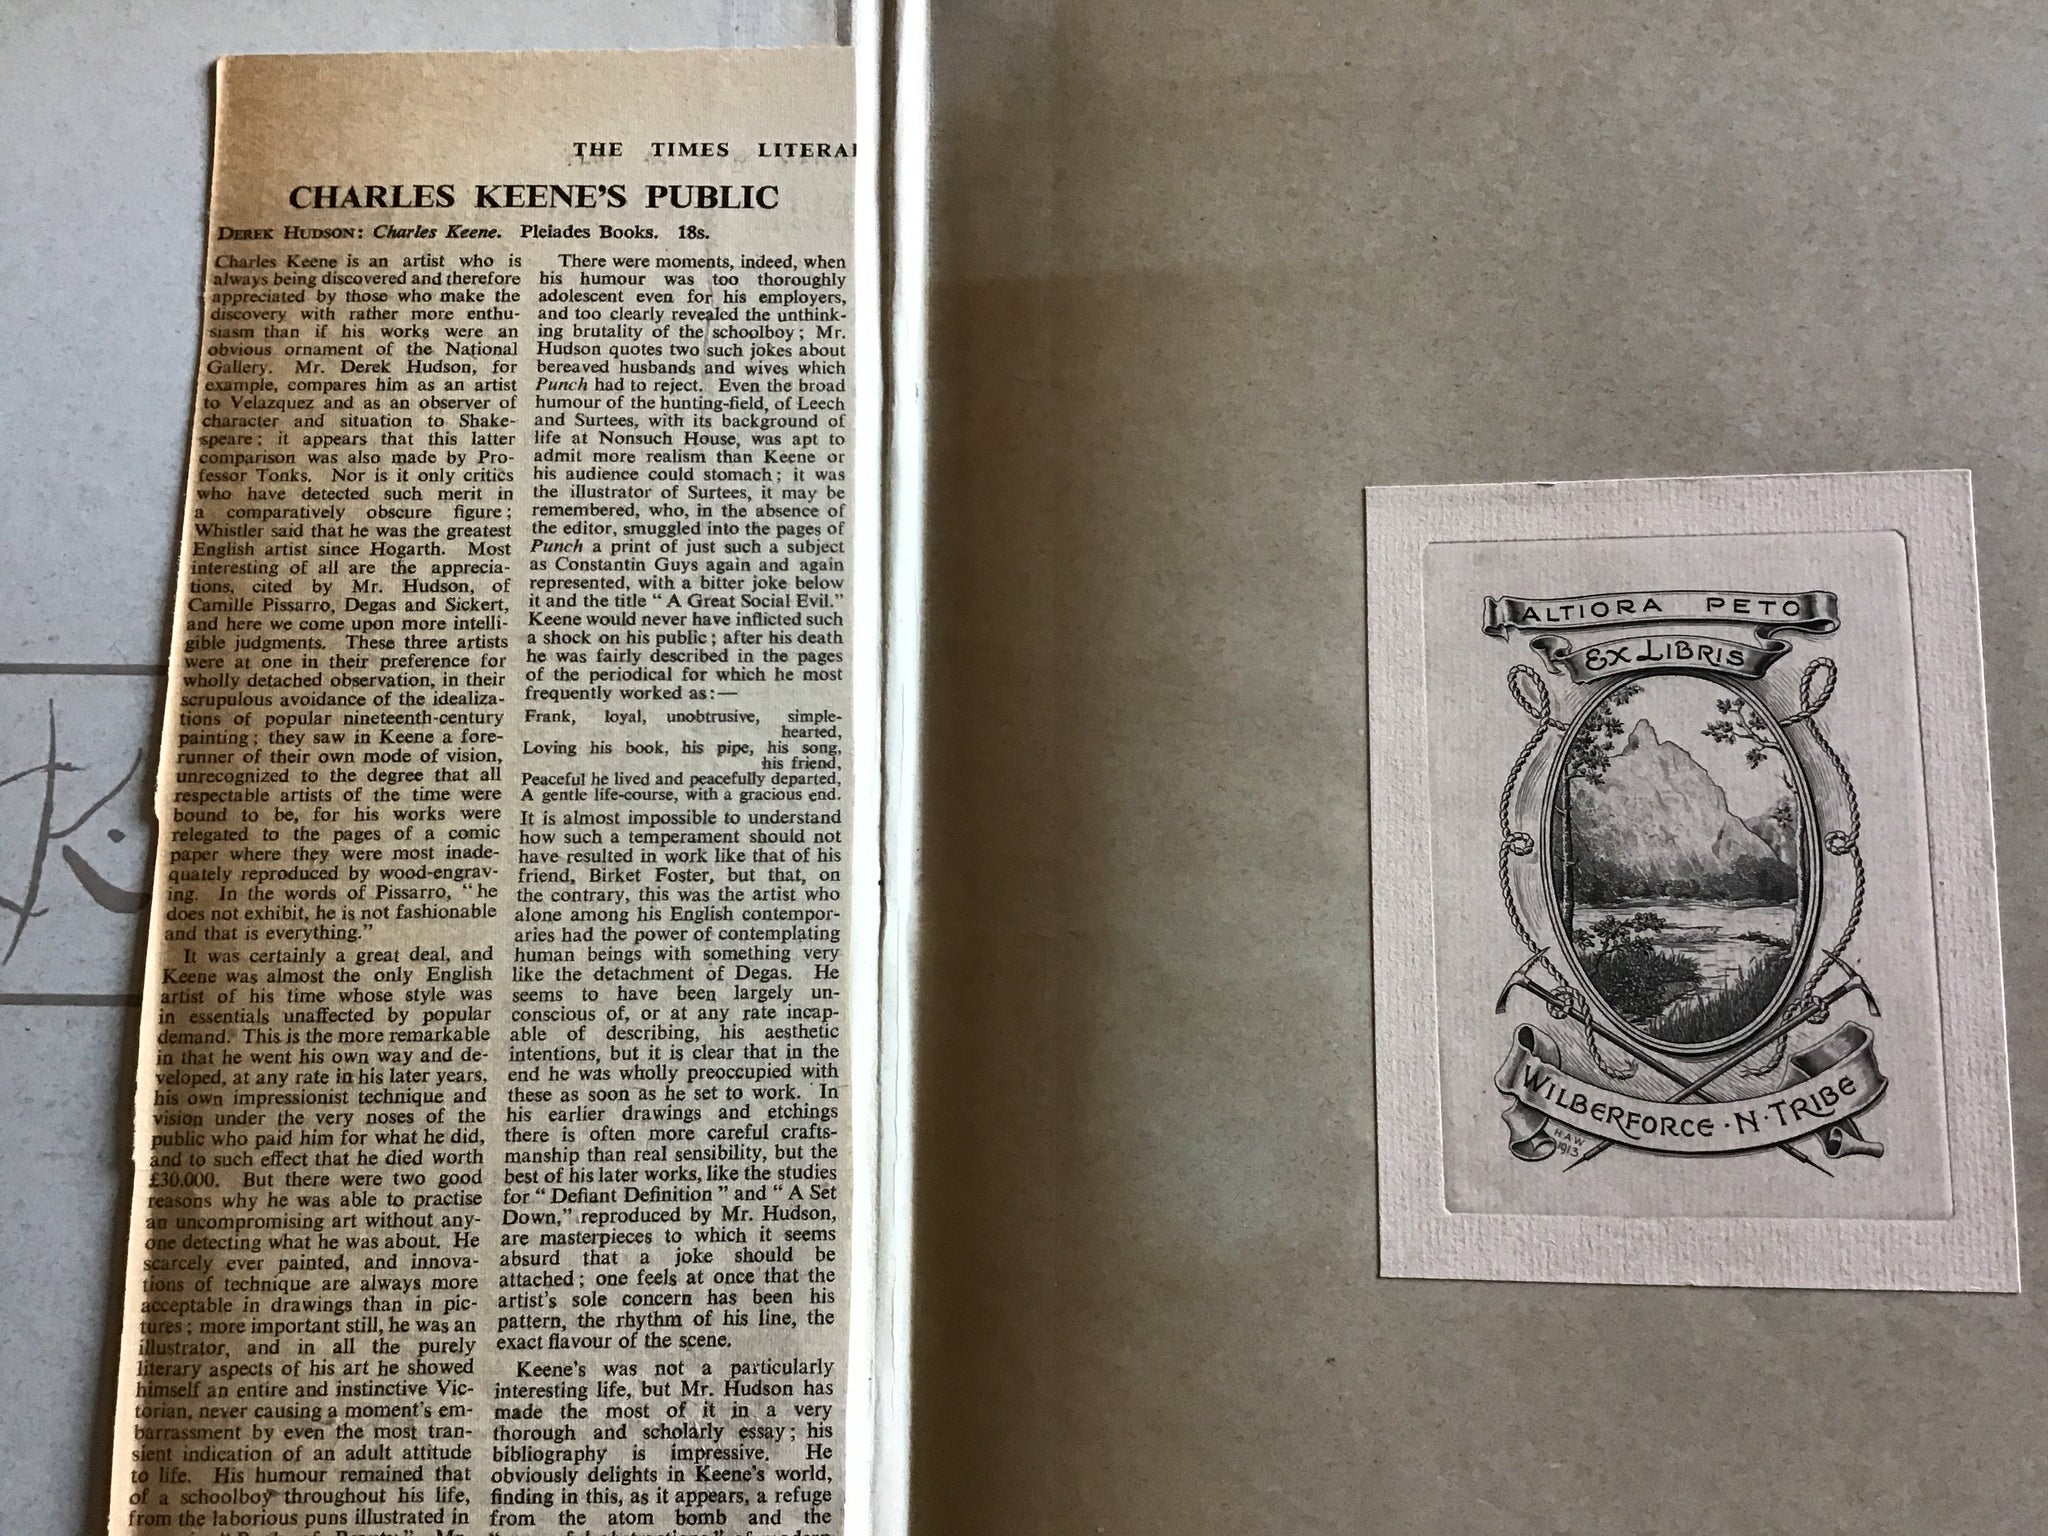 THE TIMES LITERA
CHARLES KEENE'S PUBLIC
DEREK HUDSON: Charles Keene. Pleiades Books. 18s.
Charles Keene is an artist who is
always being discovered and therefore
appreciated by those who make the
discovery with rather more enthu-
siasm than if his works were an
obvious ornament of the National
Gallery. Mr. Derek Hudson, for
example, compares him as an artist
to Velazquez and as an observer of
character and situation to Shake-
speare; it appears that this latter
comparison was also made by Pro-
fessor Tonks. Nor is it only critics
who have detected such merit in
a comparatively obscure figure;
Whistler said that he was the greatest
English artist since Hogarth. Most
interesting of all are the apprecia-
tions, cited by Mr. Hudson, of
Camille Pissarro, Degas and Sickert,
and here we come upon more intelli-
gible judgments. These three artists
were at one in their preference for
wholly detached observation, in their
scrupulous avoidance of the idealiza-
tions of popular nineteenth-century
painting; they saw in Keene a fore-
runner of their own mode of vision,
unrecognized to the degree that all
respectable artists of the time were
bound to be, for his works were
relegated to the pages of a comic
paper where they were most inade-
quately reproduced by wood-engrav-
ing. In the words of Pissarro, "he
does not exhibit, he is not fashionable
and that is everything."
It was certainly a great deal, and
Keene was almost the only English
artist of his time whose style was
in essentials unaffected by popular
demand. This is the more remarkable
in that he went his own way and de-
veloped, at any rate in his later years,
his own impressionist technique and
vision under the very noses of the
public who paid him for what he did,
and to such effect that he died worth
£30,000. But there were two good
reasons why he was able to practise
an uncompromising art without any-
one detecting what he was about. He
scarcely ever painted, and innova-
tions of technique are always more
acceptable in drawings than in pic-
tures; more important still, he was an
illustrator, and in all the purely
literary aspects of his art he showed
himself an entire and instinctive Vic-
torian, never causing a moment's em-
barrassment by even the most tran-
sient indication of an adult attitude
to life. His humour remained that
of a schoolboy throughout his life,
from the laborious puns illustrated in
There were moments, indeed, when
his humour was too thoroughly
adolescent even for his employers,
and too clearly revealed the unthink-
ing brutality of the schoolboy; Mr.
Hudson quotes two such jokes about
bereaved husbands and wives which
Punch had to reject. Even the broad
humour of the hunting-field, of Leech
and Surtees, with its background of
life at Nonsuch House, was apt to
admit more realism than Keene or
his audience could stomach; it was
the illustrator of Surtees, it may be
remembered, who, in the absence of
the editor, smuggled into the pages of
Punch a print of just such a subject
as Constantin Guys again and again
represented, with a bitter joke below
it and the title "A Great Social Evil."
Keene would never have inflicted such
a shock on his public; after his death
he was fairly described in the pages
of the periodical for which he most
frequently worked as:—
Frank, loyal, unobtrusive, simple-
hearted,
Loving his book, his pipe, his song,
his friend,
Peaceful he lived and peacefully departed,
A gentle life-course, with a gracious end.
It is almost impossible to understand
how such a temperament should not
have resulted in work like that of his
friend, Birket Foster, but that, on
the contrary, this was the artist who
alone among his English contempor-
aries had the power of contemplating
human beings with something very
like the detachment of Degas. He
seems to have been largely un-
conscious of, or at any rate incap-
able of describing, his aesthetic
intentions, but it is clear that in the
end he was wholly preoccupied with
these as soon as he set to work. In
his earlier drawings and etchings
there is often more careful crafts-
manship than real sensibility, but the
best of his later works, like the studies
for "Defiant Definition" and "A Set
Down," reproduced by Mr. Hudson,
are masterpieces to which it seems
absurd that a joke should be
attached; one feels at once that the
artist's sole concern has been his
pattern, the rhythm of his line, the
exact flavour of the scene.
Keene's was not a particularly
interesting life, but Mr. Hudson has
made the most of it in a very
thorough and scholarly essay; his
bibliography is impressive. He
obviously delights in Keene's world,
finding in this, as it appears, a refuge
from the atom bomb and the
ALTIORA PETO
EX LIBRIS
WILBERFORCE · N · TRIBE
H.A.W
1913